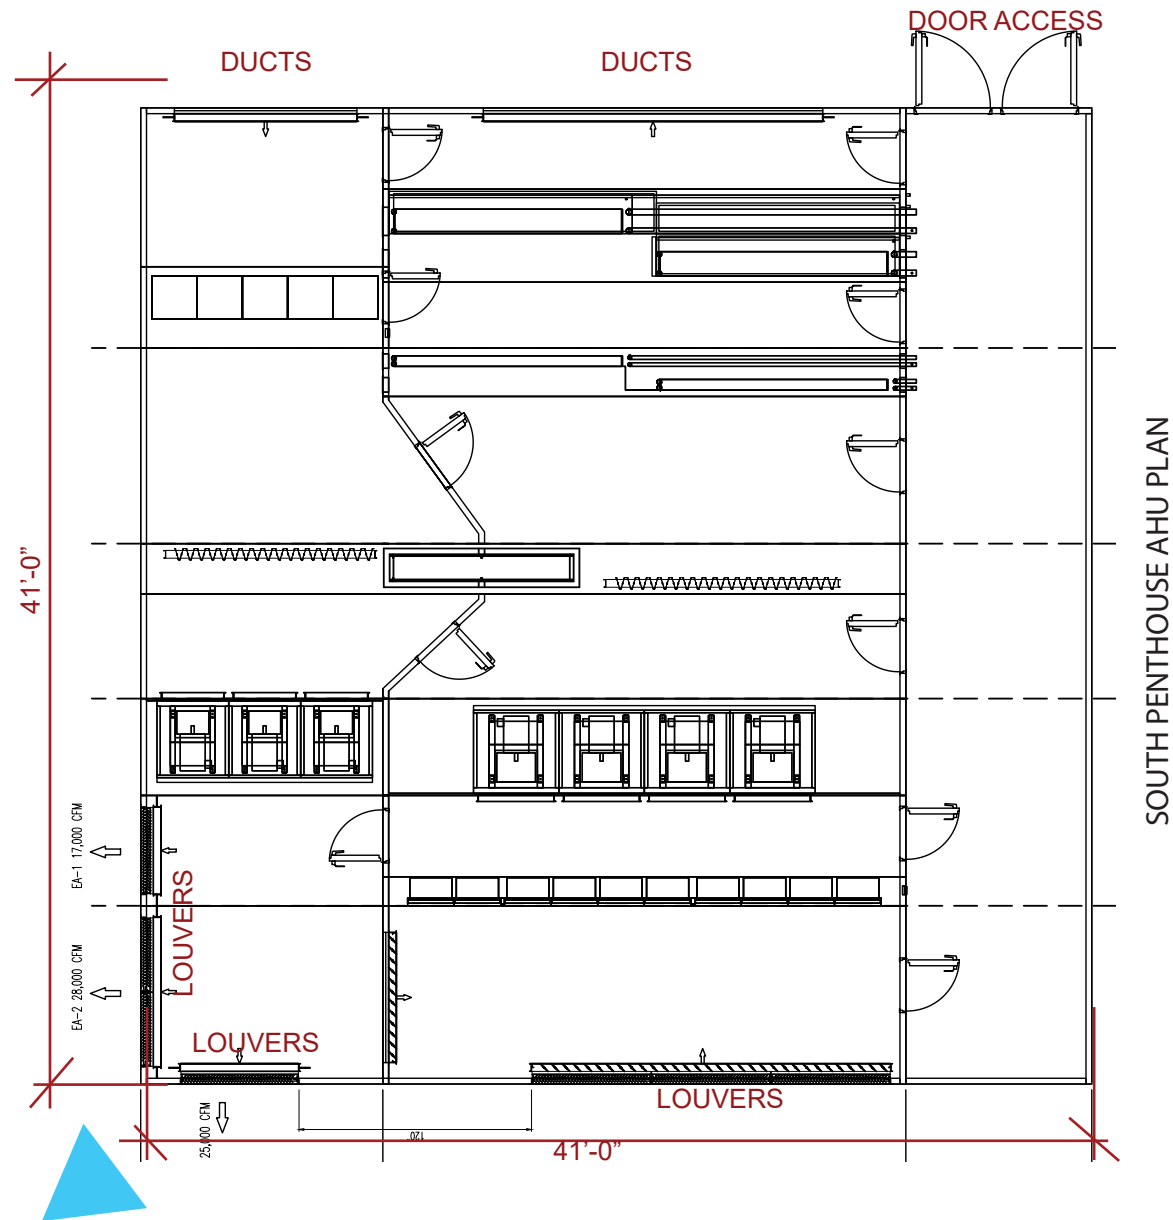 DOOR ACCESS
DUCTS
DUCTS
41'-0"
SOUTH PENTHOUSE AHU PLAN
EA-1 17,000 CFM
LOUVERS
EA-2 28,000 CFM
LOUVERS
LOUVERS
25,000 CFM
120"
41'-0"